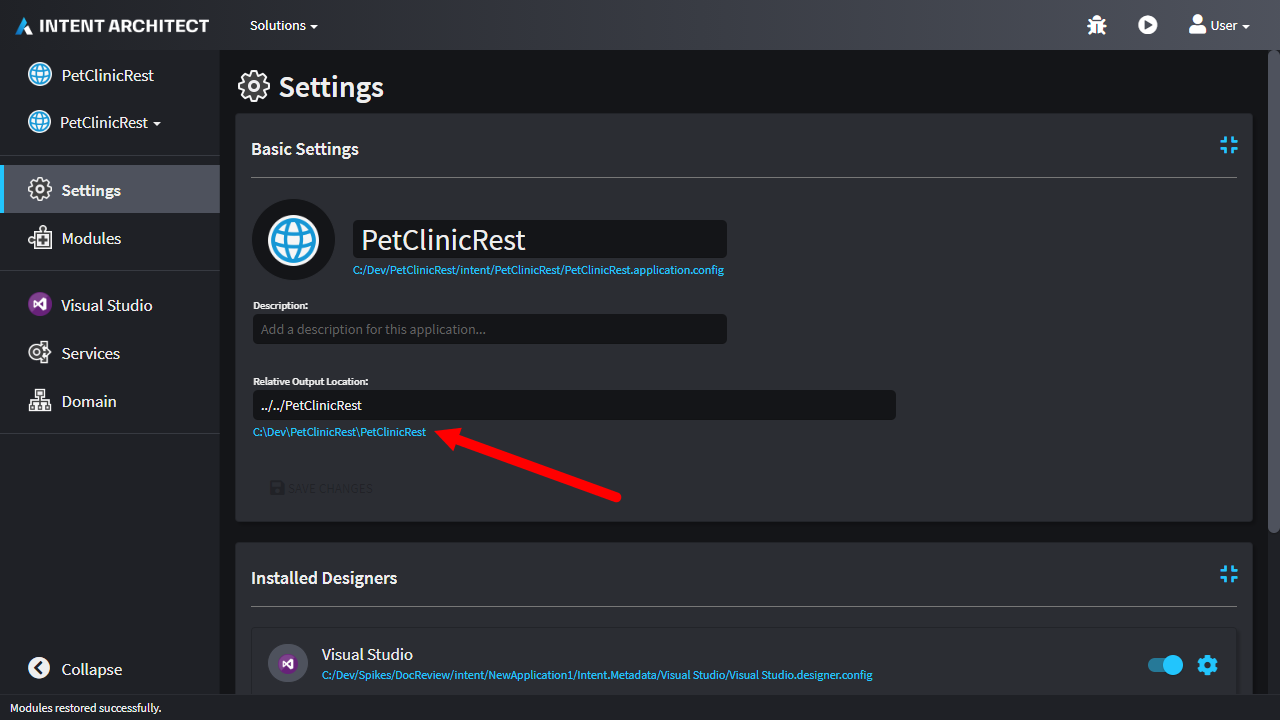 INTENT ARCHITECT
Solutions
User
PetClinicRest
PetClinicRest
Settings
Modules
Visual Studio
Services
Domain
Collapse
Settings
Basic Settings
PetClinicRest
C:/Dev/PetClinicRest/intent/PetClinicRest/PetClinicRest.application.config
Description:
Add a description for this application...
Relative Output Location:
../../PetClinicRest
C:\Dev\PetClinicRest\PetClinicRest
SAVE CHANGES
Installed Designers
Visual Studio
C:/Dev/Spikes/DocReview/intent/NewApplication1/Intent.Metadata/Visual Studio/Visual Studio.designer.config
Modules restored successfully.